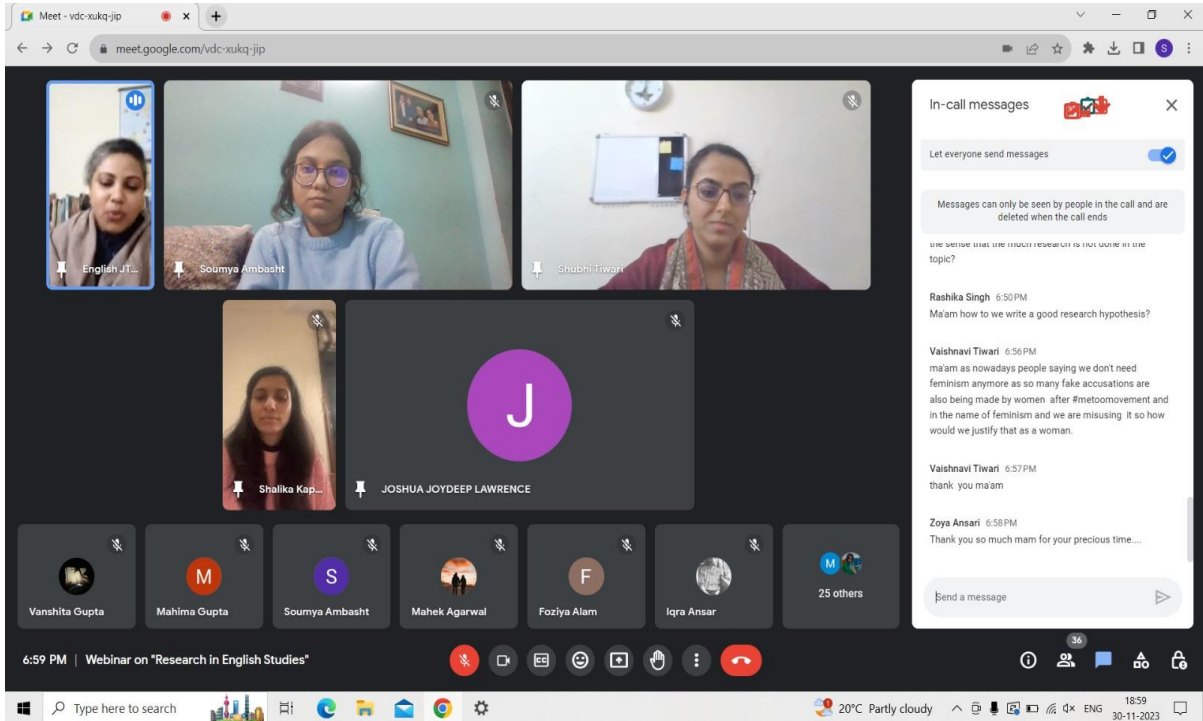 Meet - vdc-xukq-jip
meet.google.com/vdc-xukq-jip
S
English JT...
Soumya Ambasht
Shubhi Tiwari
Shalika Kap...
J
JOSHUA JOYDEEP LAWRENCE
Vanshita Gupta
M
Mahima Gupta
S
Soumya Ambasht
Mahek Agarwal
F
Foziya Alam
Iqra Ansar
M
25 others
In-call messages
Let everyone send messages
Messages can only be seen by people in the call and are
deleted when the call ends
the sense that the much research is not done in the
topic?
Rashika Singh 6:50 PM
Ma'am how to we write a good research hypothesis?
Vaishnavi Tiwari 6:56 PM
ma'am as nowadays people saying we don't need
feminism anymore as so many fake accusations are
also being made by women after #metoomovement and
in the name of feminism and we are misusing it so how
would we justify that as a woman.
Vaishnavi Tiwari 6:57 PM
thank you ma'am
Zoya Ansari 6:58 PM
Thank you so much mam for your precious time....
Send a message
6:59 PM | Webinar on "Research in English Studies"
CC
36
Type here to search
20°C Partly cloudy
ENG
18:59
30-11-2023